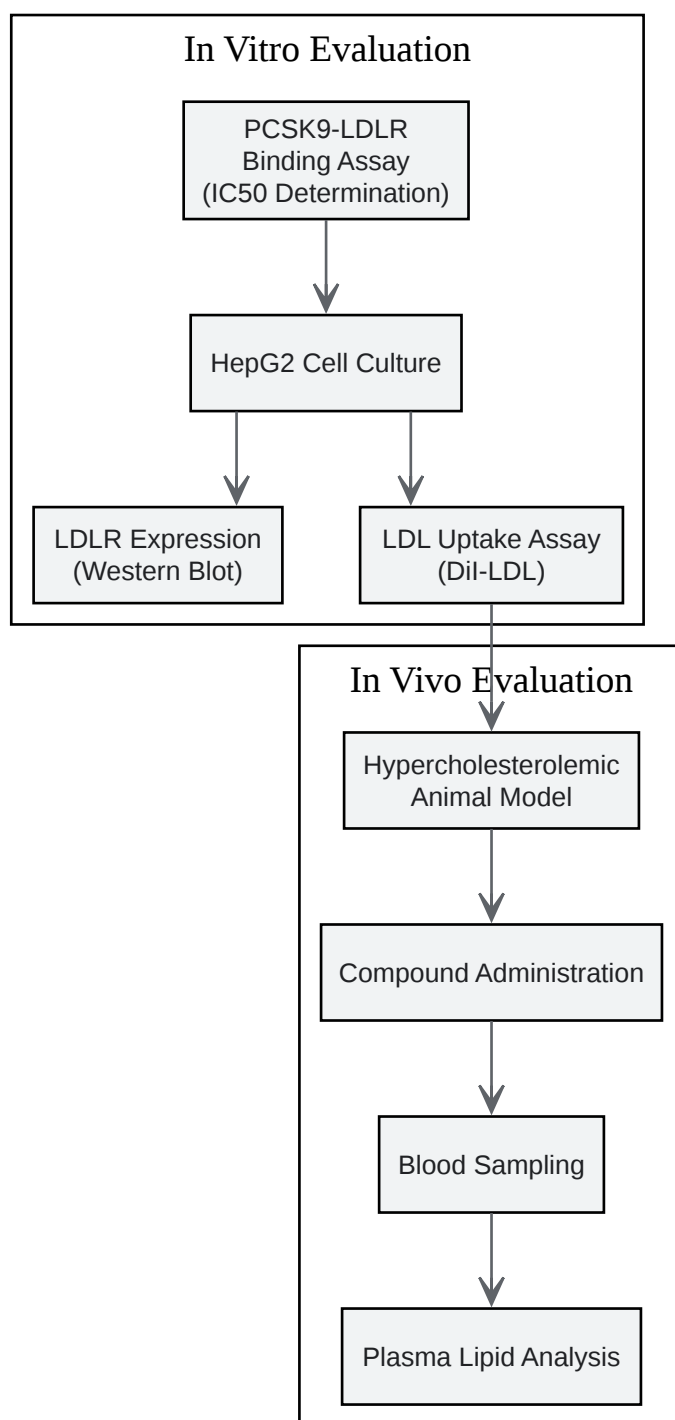 In Vitro Evaluation
PCSK9-LDLR
Binding Assay
(IC50 Determination)
HepG2 Cell Culture
LDLR Expression
(Western Blot)
LDL Uptake Assay
(DiI-LDL)
In Vivo Evaluation
Hypercholesterolemic
Animal Model
Compound Administration
Blood Sampling
Plasma Lipid Analysis